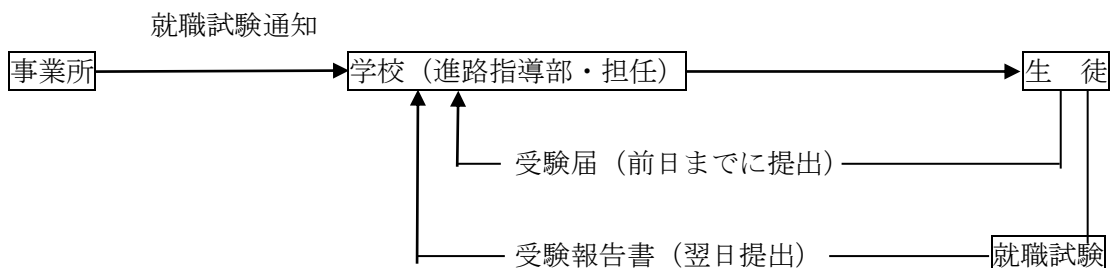 就職試験通知
事業所
学校（進路指導部・担任）
生　徒
受験届（前日までに提出）
受験報告書（翌日提出）
就職試験